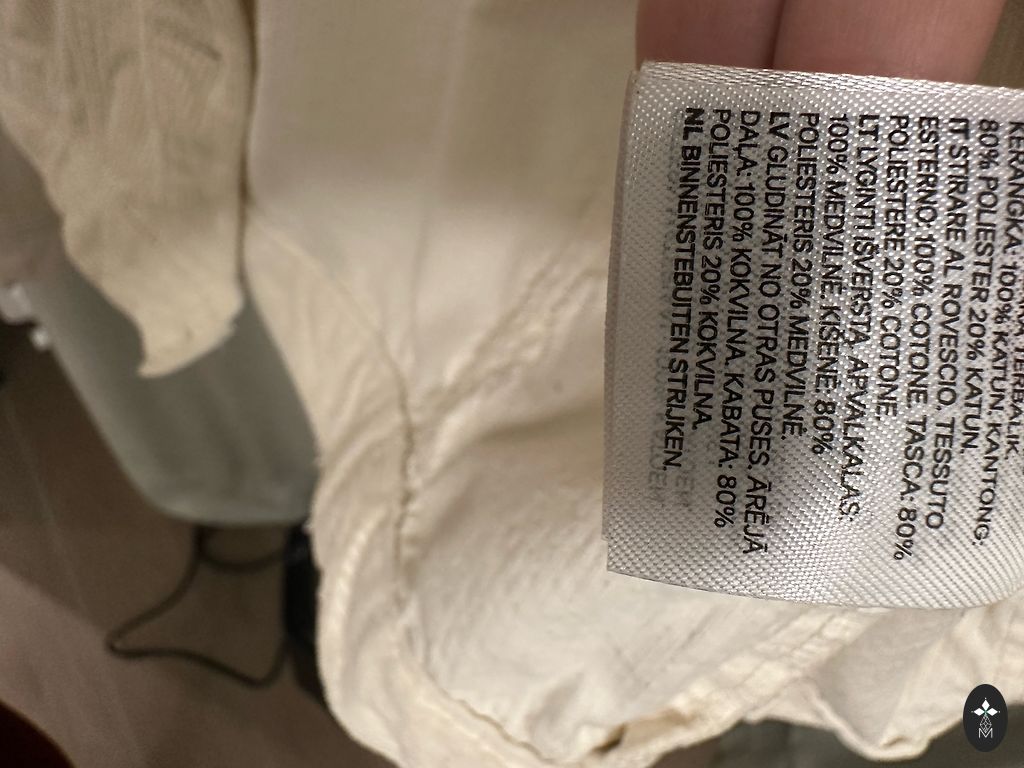 KERANGKA: 100% KATUN. KANTONG:
80% POLIESTER 20% KATUN.
IT STIRARE AL ROVESCIO. TESSUTO
ESTERNO: 100% COTONE. TASCA: 80%
POLIESTERE 20% COTONE.
LT LYGINTI IŠVERSTĄ. APVALKALAS:
100% MEDVILNĖ. KIŠENĖ: 80%
POLIESTERIS 20% MEDVILNĖ.
LV GLUDINĀT NO OTRAS PUSES. ĀRĒJĀ
DAĻA: 100% KOKVILNA. KABATA: 80%
POLIESTERIS 20% KOKVILNA.
NL BINNENSTEBUTEN STRIJKEN.
M